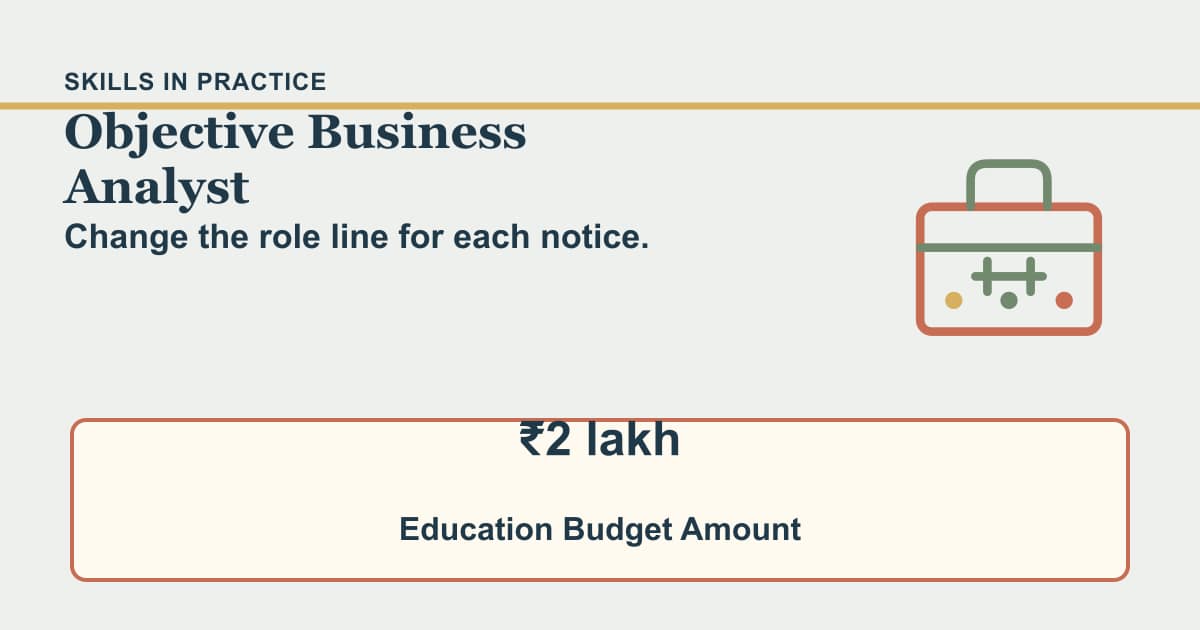 SKILLS IN PRACTICE
Objective Business
Analyst
Change the role line for each notice.
₹2 lakh
Education Budget Amount